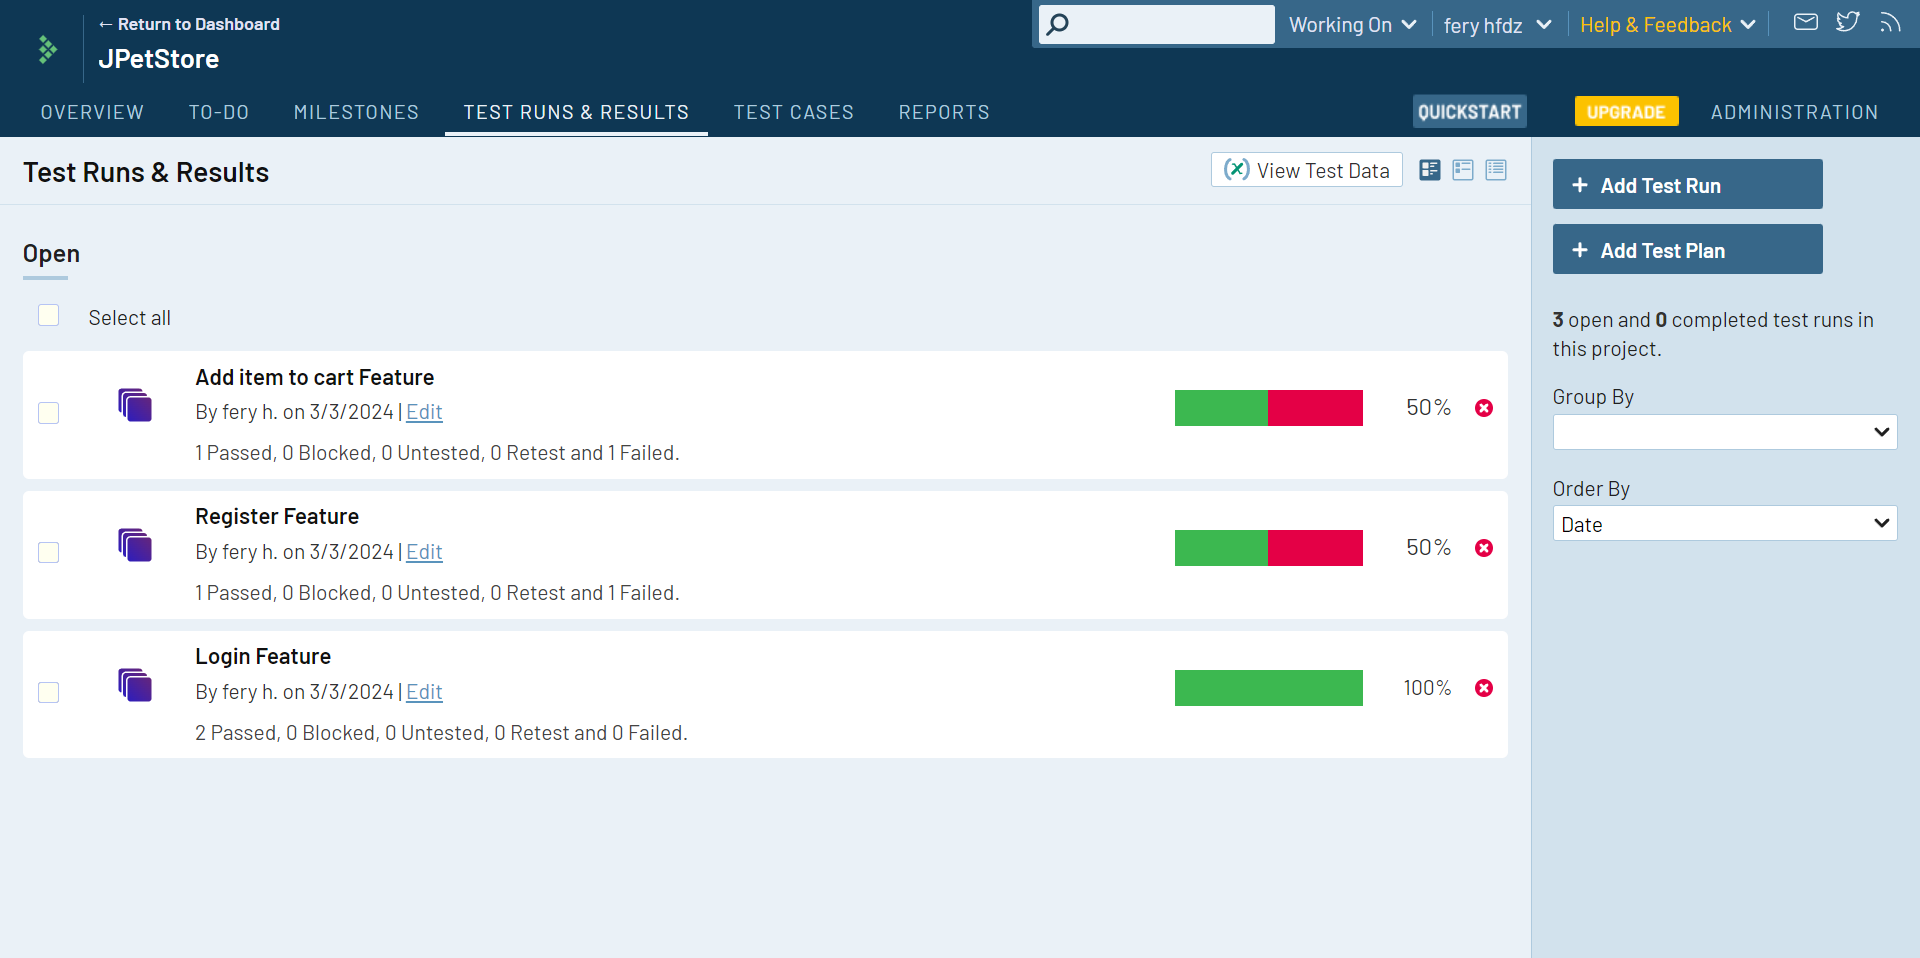 ← Return to Dashboard
JPetStore
Working On
fery hfdz
Help & Feedback
OVERVIEW
TO-DO
MILESTONES
TEST RUNS & RESULTS
TEST CASES
REPORTS
QUICKSTART
UPGRADE
ADMINISTRATION
Test Runs & Results
View Test Data
Open
Select all
Add item to cart Feature
By fery h. on 3/3/2024 | Edit
1 Passed, 0 Blocked, 0 Untested, 0 Retest and 1 Failed.
50%
Register Feature
By fery h. on 3/3/2024 | Edit
1 Passed, 0 Blocked, 0 Untested, 0 Retest and 1 Failed.
50%
Login Feature
By fery h. on 3/3/2024 | Edit
2 Passed, 0 Blocked, 0 Untested, 0 Retest and 0 Failed.
100%
+ Add Test Run
+ Add Test Plan
3 open and 0 completed test runs in
this project.
Group By
Order By
Date